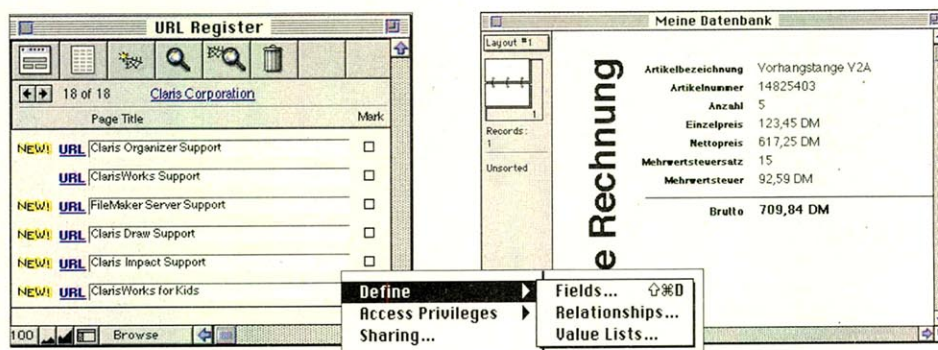 URL Register
18 of 18 Claris Corporation
Page Title Mark
NEW! URL Claris Organizer Support
URL ClarisWorks Support
NEW! URL FileMaker Server Support
NEW! URL Claris Draw Support
NEW! URL Claris Impact Support
NEW! URL ClarisWorks for Kids
100 Browse
Define
Access Privileges
Sharing...
Fields... ⇧⌘D
Relationships...
Value Lists...
Meine Datenbank
Layout #1
1
Records:
1
Unsorted
e Rechnung
Artikelbezeichnung Vorhangstange V2A
Artikelnummer 14825403
Anzahl 5
Einzelpreis 123,45 DM
Nettopreis 617,25 DM
Mehrwertsteuersatz 15
Mehrwertsteuer 92,59 DM
Brutto 709,84 DM